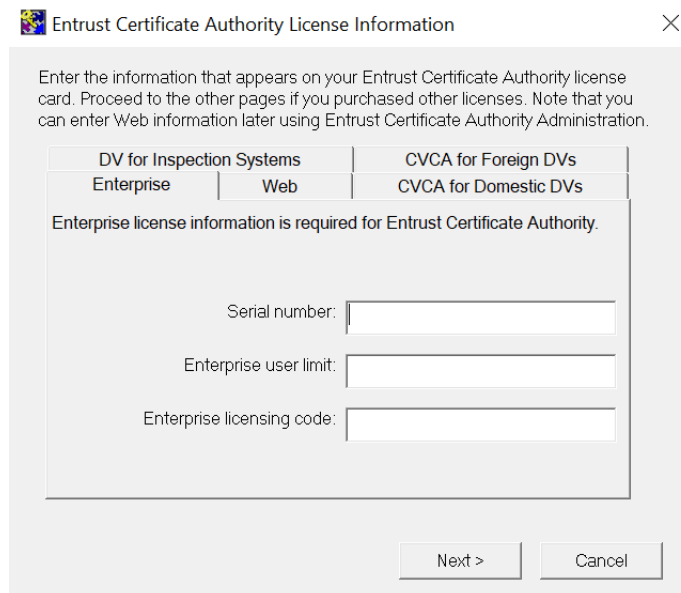 Entrust Certificate Authority License Information
Enter the information that appears on your Entrust Certificate Authority license
card. Proceed to the other pages if you purchased other licenses. Note that you
can enter Web information later using Entrust Certificate Authority Administration.
DV for Inspection Systems
CVCA for Foreign DVs
Enterprise
Web
CVCA for Domestic DVs
Enterprise license information is required for Entrust Certificate Authority.
Serial number:
Enterprise user limit:
Enterprise licensing code:
Next >
Cancel